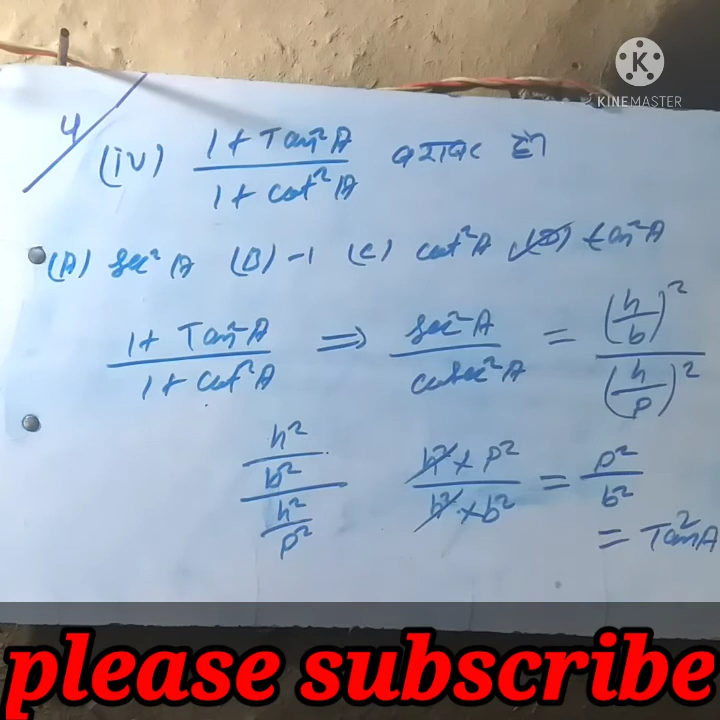 KINEMASTER
4
(iv) 1 + Tan²A / 1 + cot²A बराबर है
(A) sec² A (B) -1 (C) cot²A (D) tan²A
1 + Tan²A / 1 + cot²A ⇒ sec²A / cosec²A = (h/b)² / (h/p)²
h²/b² / h²/p² h² × p² / h² × b² = p²/b²
= Tan²A
please subscribe